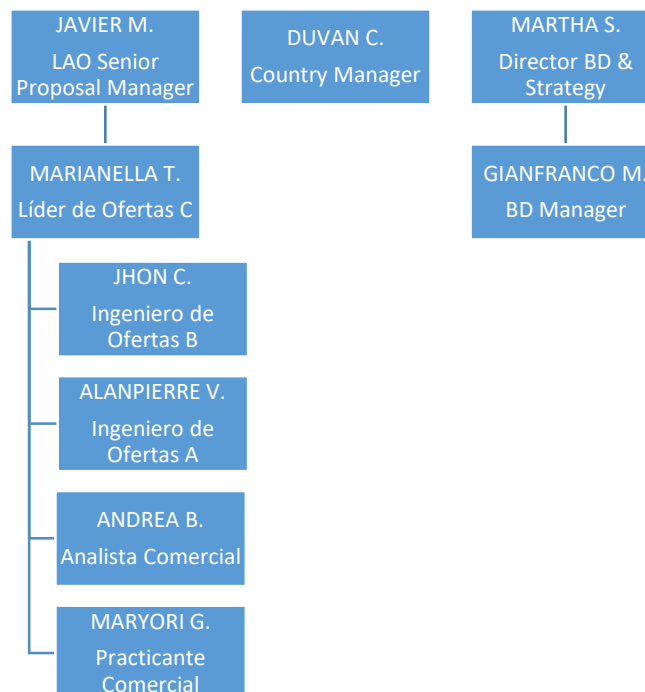 JAVIER M.
LAO Senior
Proposal Manager
DUVAN C.
Country Manager
MARTHA S.
Director BD &
Strategy
MARIANELLA T.
Líder de Ofertas C
GIANFRANCO M.
BD Manager
JHON C.
Ingeniero de
Ofertas B
ALANPIERRE V.
Ingeniero de
Ofertas A
ANDREA B.
Analista Comercial
MARYORI G.
Practicante
Comercial